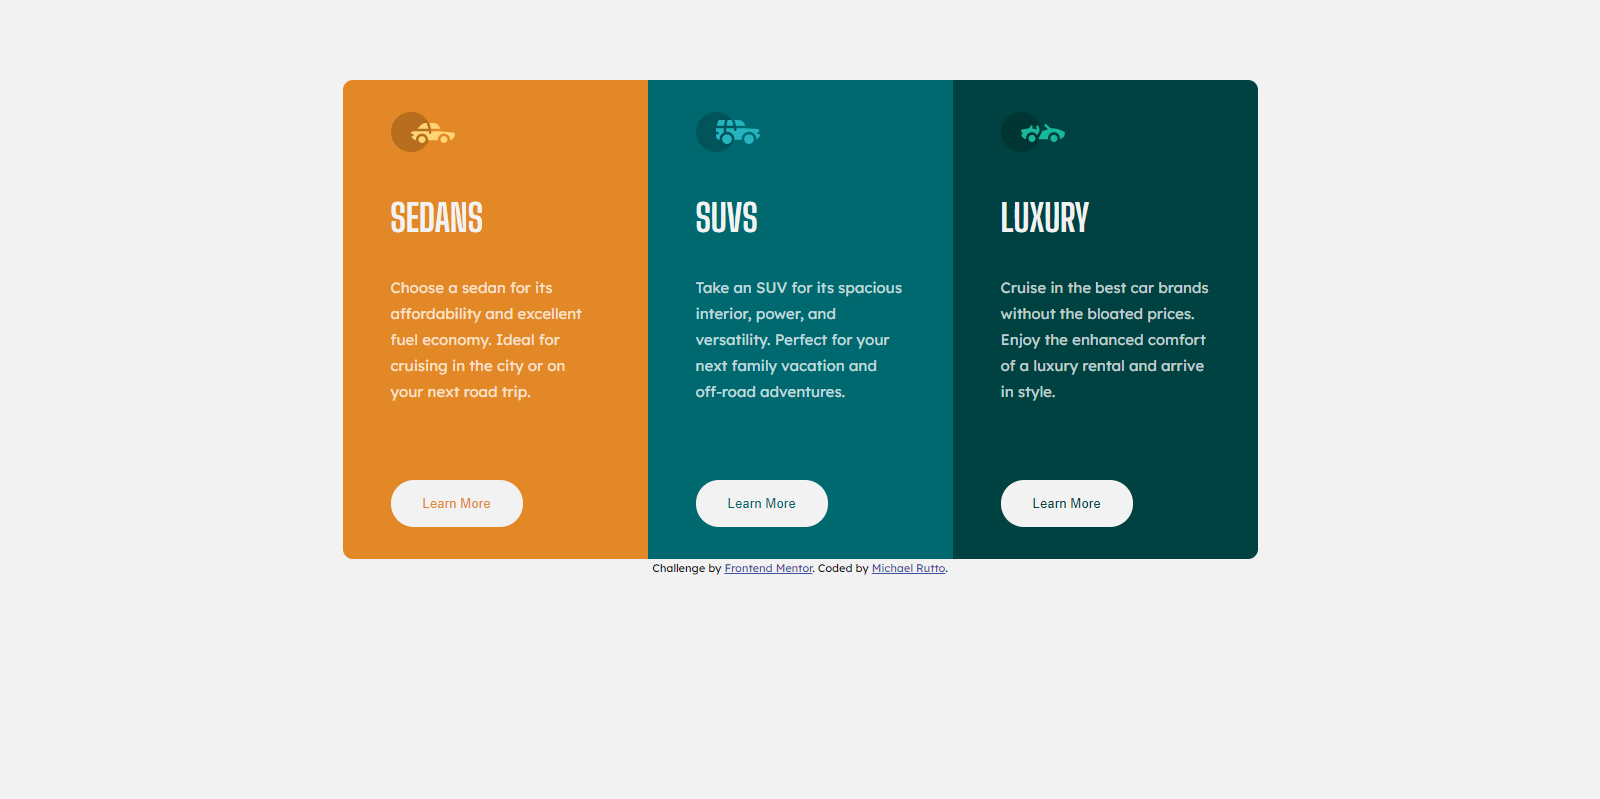 SEDANS
Choose a sedan for its
affordability and excellent
fuel economy. Ideal for
cruising in the city or on
your next road trip.
Learn More
SUVS
Take an SUV for its spacious
interior, power, and
versatility. Perfect for your
next family vacation and
off-road adventures.
Learn More
LUXURY
Cruise in the best car brands
without the bloated prices.
Enjoy the enhanced comfort
of a luxury rental and arrive
in style.
Learn More
Challenge by Frontend Mentor. Coded by Michael Rutto.